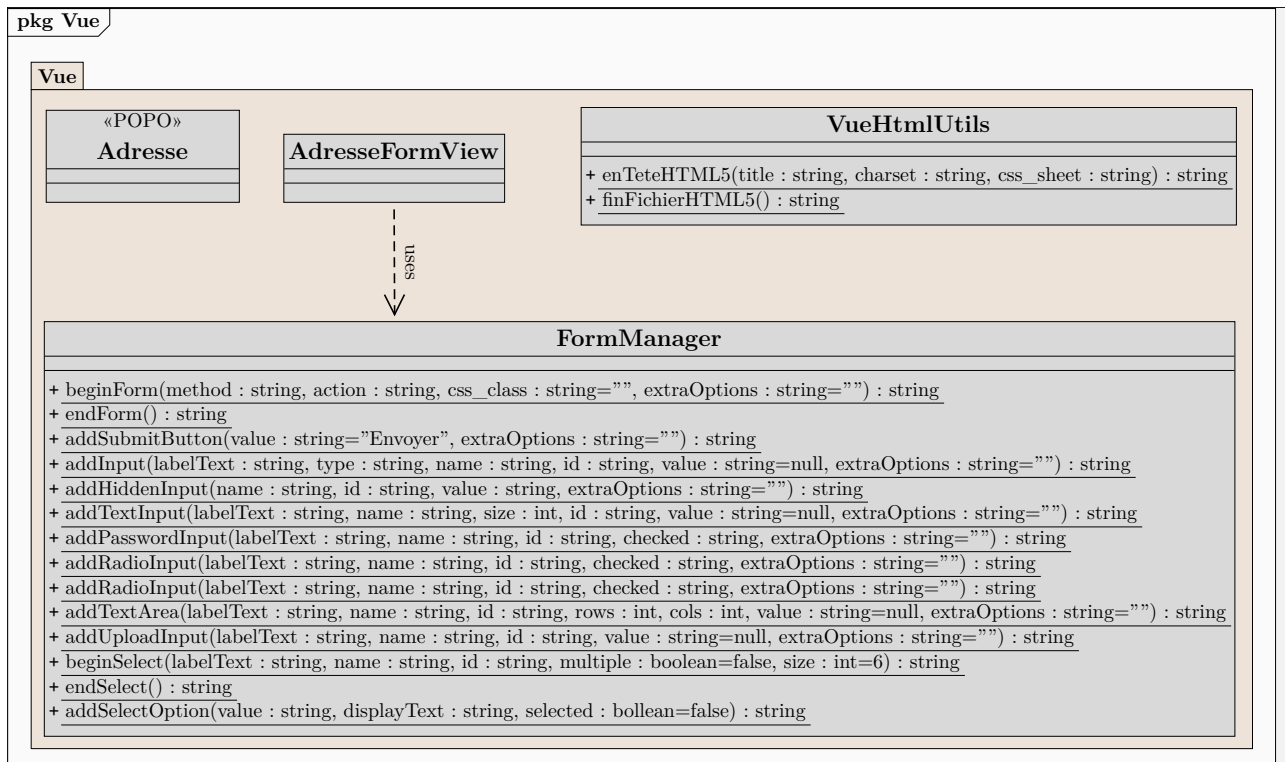 pkg Vue
Vue
«POPO»
Adresse
AdresseFormView
VueHtmlUtils
+ enTeteHTML5(title : string, charset : string, css_sheet : string) : string
+ finFichierHTML5() : string
uses
FormManager
+ beginForm(method : string, action : string, css_class : string="", extraOptions : string="") : string
+ endForm() : string
+ addSubmitButton(value : string="Envoyer", extraOptions : string="") : string
+ addInput(labelText : string, type : string, name : string, id : string, value : string=null, extraOptions : string="") : string
+ addHiddenInput(name : string, id : string, value : string, extraOptions : string="") : string
+ addTextInput(labelText : string, name : string, size : int, id : string, value : string=null, extraOptions : string="") : string
+ addPasswordInput(labelText : string, name : string, id : string, checked : string, extraOptions : string="") : string
+ addRadioInput(labelText : string, name : string, id : string, checked : string, extraOptions : string="") : string
+ addRadioInput(labelText : string, name : string, id : string, checked : string, extraOptions : string="") : string
+ addTextArea(labelText : string, name : string, id : string, rows : int, cols : int, value : string=null, extraOptions : string="") : string
+ addUploadInput(labelText : string, name : string, id : string, value : string=null, extraOptions : string="") : string
+ beginSelect(labelText : string, name : string, id : string, multiple : boolean=false, size : int=6) : string
+ endSelect() : string
+ addSelectOption(value : string, displayText : string, selected : bollean=false) : string